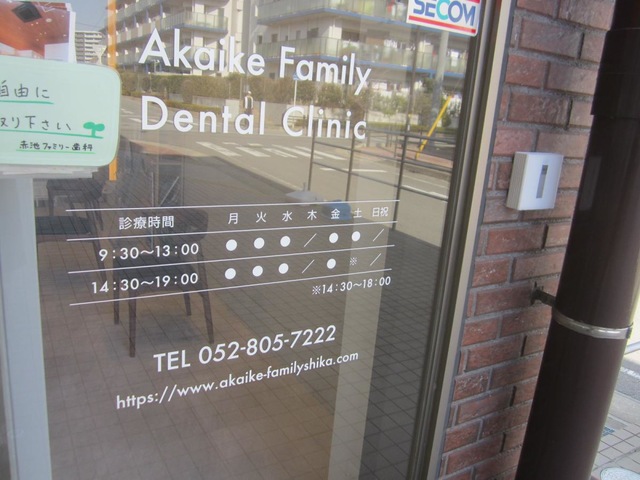 SECOM
Akaike Family
Dental Clinic
自由に
取り下さい
赤池ファミリー歯科
診療時間 月 火 水 木 金 土 日祝
9:30〜13:00 ● ● ● ／ ● ● ／
14:30〜19:00 ● ● ● ／ ● ※ ／
※14:30〜18:00
TEL 052-805-7222
https://www.akaike-familyshika.com